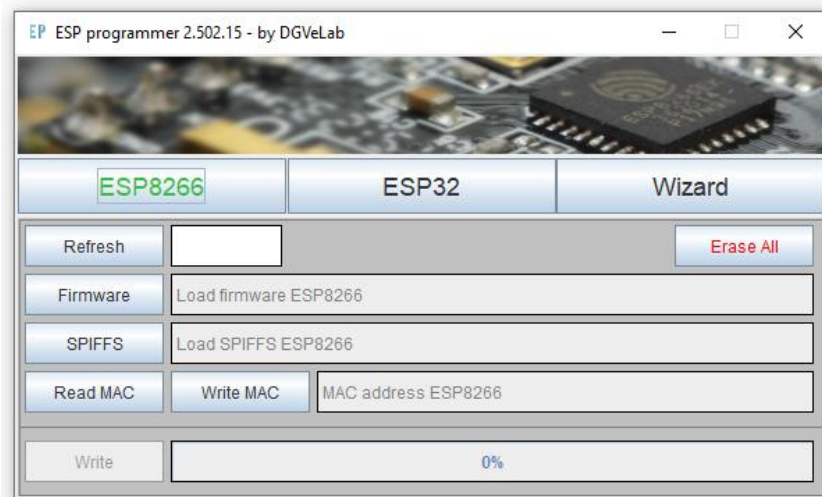 EP ESP programmer 2.502.15 - by DGVeLab
ESP8266 ESP32 Wizard
Refresh Erase All
Firmware Load firmware ESP8266
SPIFFS Load SPIFFS ESP8266
Read MAC Write MAC MAC address ESP8266
Write 0%